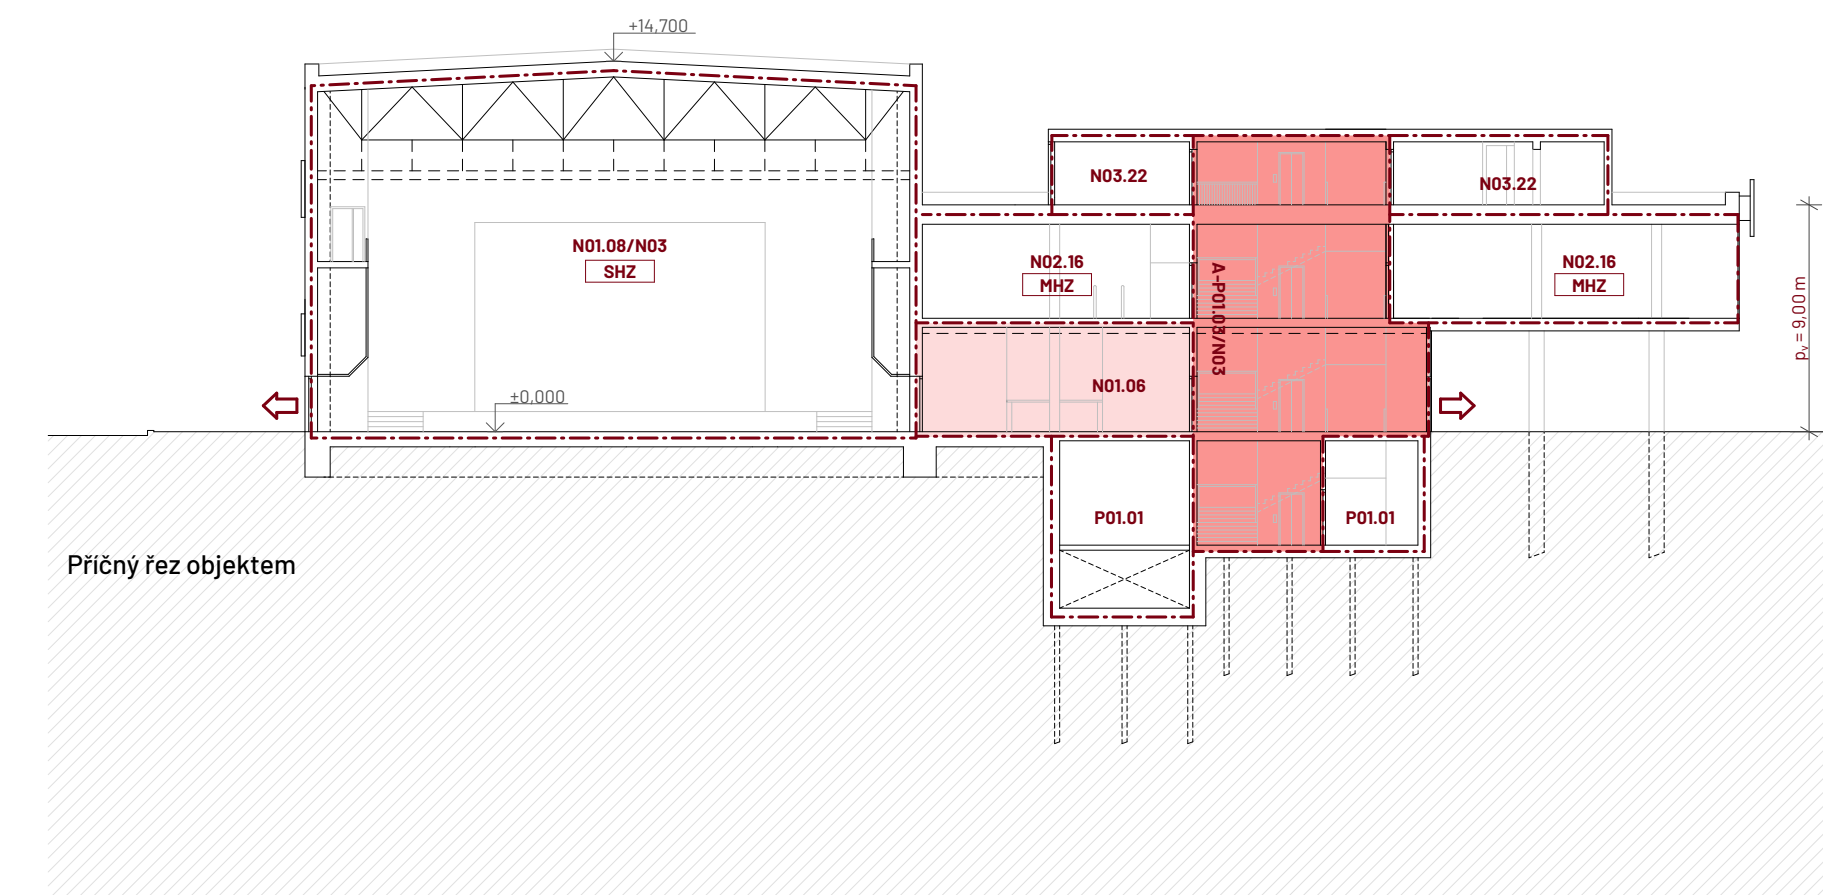 +14,700
N03.22
N03.22
N01.08/N03
SHZ
N02.16
MHZ
A-P01.03/N03
N02.16
MHZ
pv = 9,00 m
N01.06
±0,000
P01.01
P01.01
Příčný řez objektem